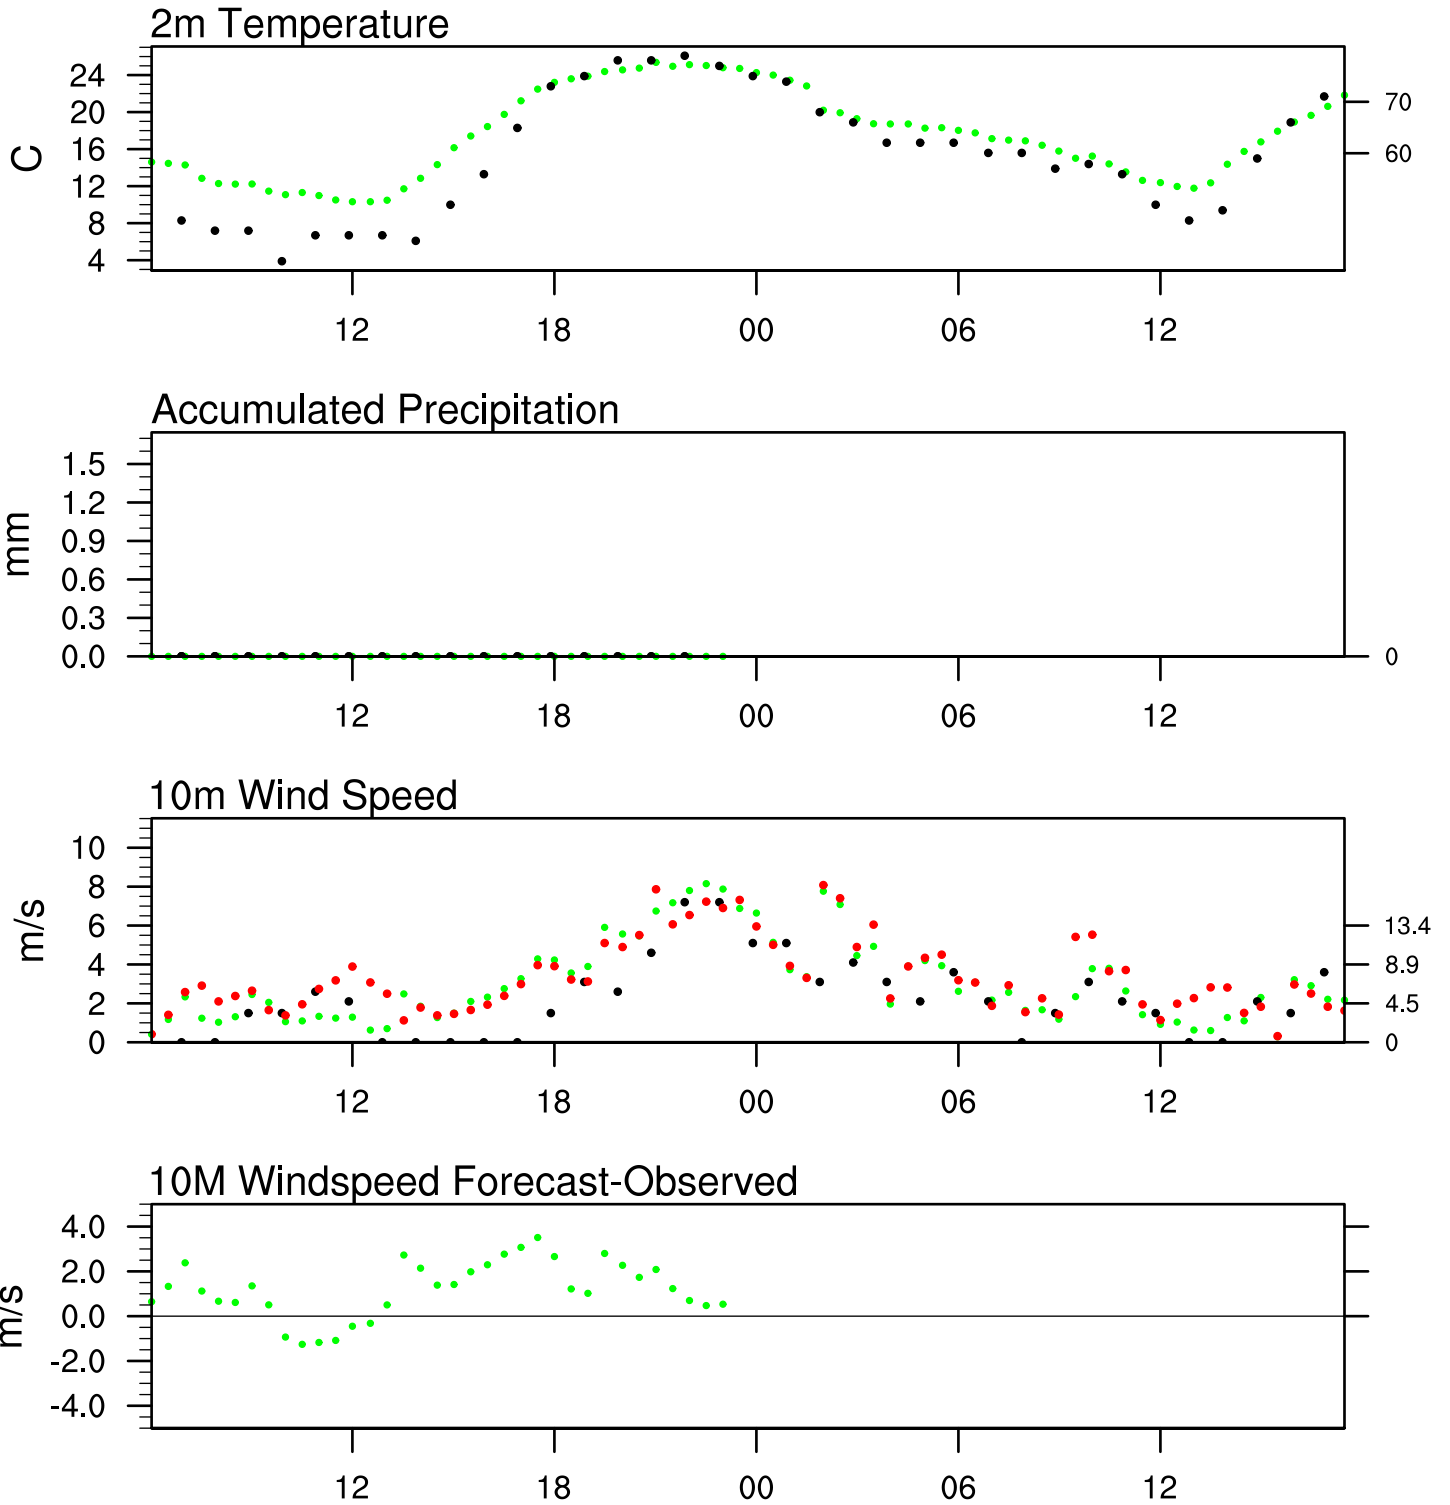 2m Temperature
24
20
16
12
8
4
C
70
60
12 18 00 06 12
Accumulated Precipitation
1.5
1.2
0.9
0.6
0.3
0.0
mm
0
12 18 00 06 12
10m Wind Speed
10
8
6
4
2
0
m/s
13.4
8.9
4.5
0
12 18 00 06 12
10M Windspeed Forecast-Observed
4.0
2.0
0.0
-2.0
-4.0
m/s
12 18 00 06 12